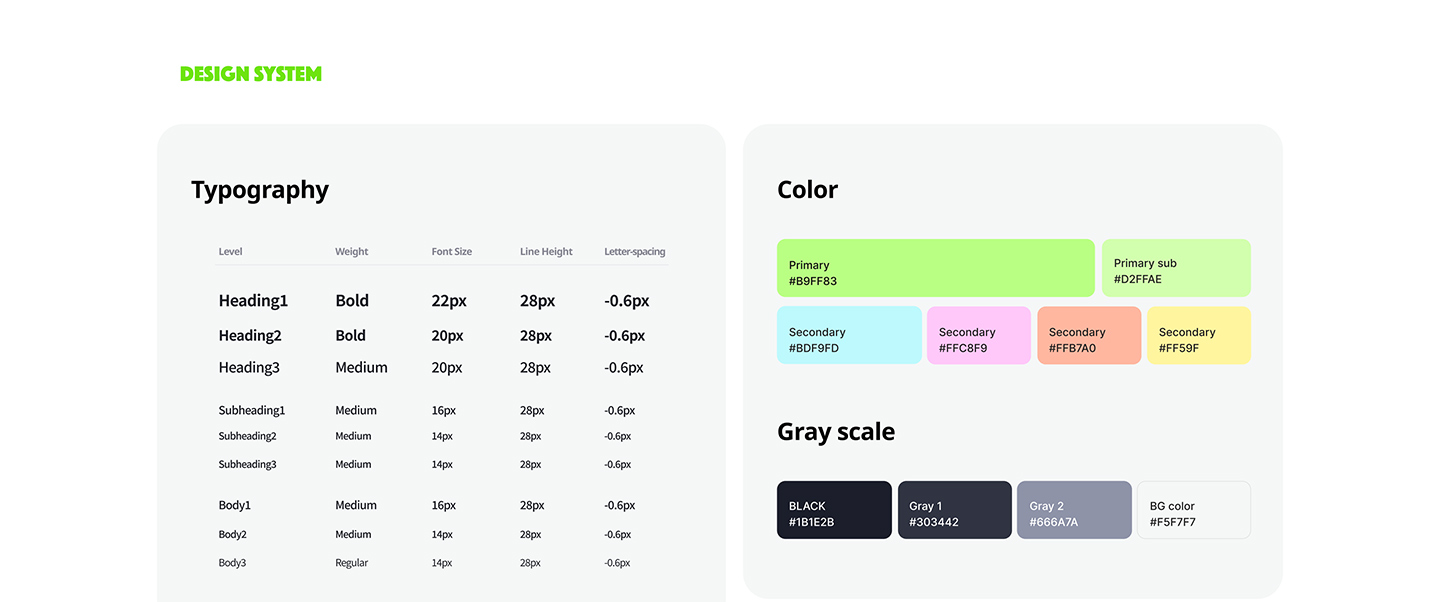 DESIGN SYSTEM
Typography
Level Weight Font Size Line Height Letter-spacing
Heading1 Bold 22px 28px -0.6px
Heading2 Bold 20px 28px -0.6px
Heading3 Medium 20px 28px -0.6px
Subheading1 Medium 16px 28px -0.6px
Subheading2 Medium 14px 28px -0.6px
Subheading3 Medium 14px 28px -0.6px
Body1 Medium 16px 28px -0.6px
Body2 Medium 14px 28px -0.6px
Body3 Regular 14px 28px -0.6px
Color
Primary
#B9FF83
Primary sub
#D2FFAE
Secondary
#BDF9FD
Secondary
#FFC8F9
Secondary
#FFB7A0
Secondary
#FF59F
Gray scale
BLACK
#1B1E2B
Gray 1
#303442
Gray 2
#666A7A
BG color
#F5F7F7